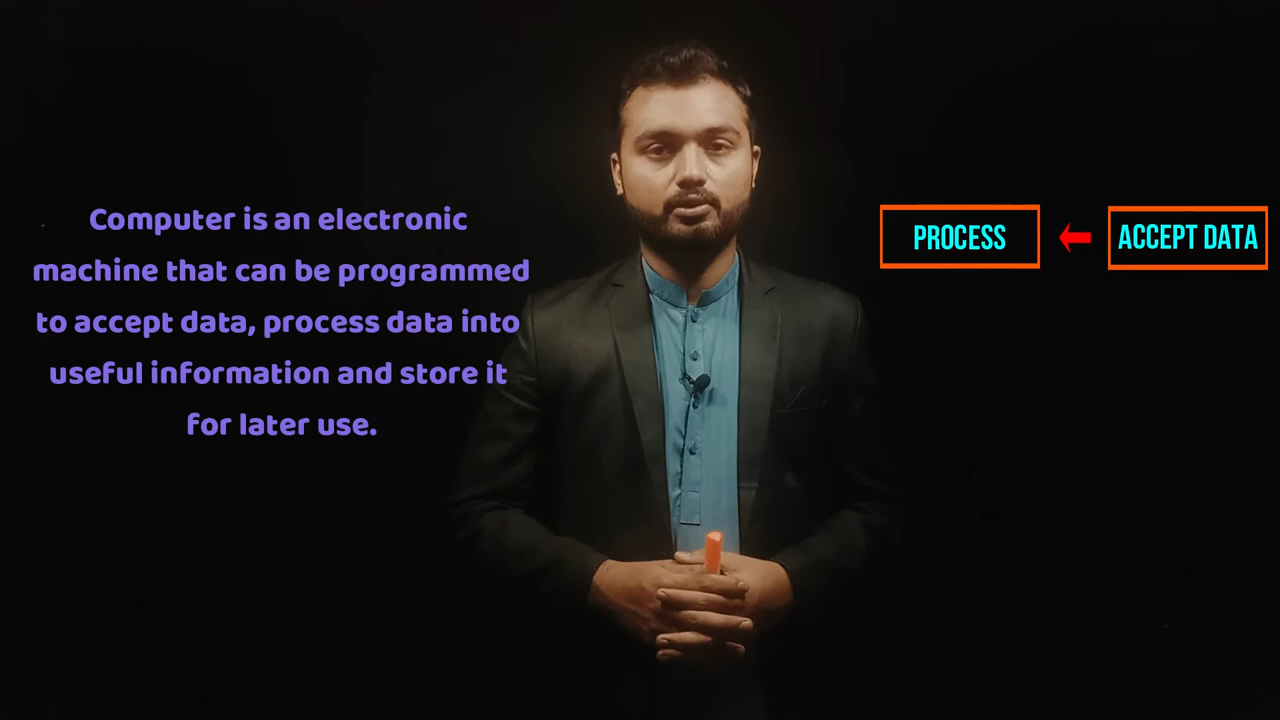 Computer is an electronic
machine that can be programmed
to accept data, process data into
useful information and store it
for later use.
PROCESS
ACCEPT DATA